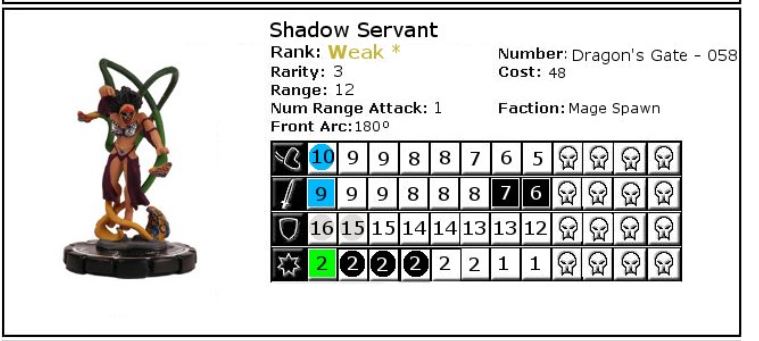 Shadow Servant
Rank: Weak *
Number: Dragon's Gate - 058
Rarity: 3
Cost: 48
Range: 12
Num Range Attack: 1
Faction: Mage Spawn
Front Arc:180º
10 9 9 8 8 7 6 5
9 9 9 8 8 8 7 6
16 15 15 14 14 13 13 12
2 2 2 2 2 2 1 1